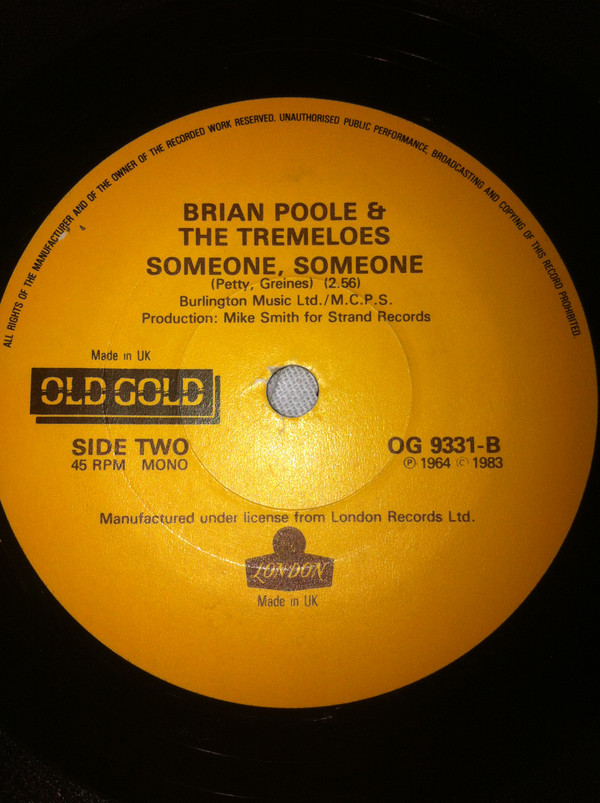 ALL RIGHTS OF THE MANUFACTURER AND OF THE OWNER OF THE RECORDED WORK RESERVED. UNAUTHORISED PUBLIC PERFORMANCE, BROADCASTING AND COPYING OF THIS RECORD PROHIBITED.
BRIAN POOLE &
THE TREMELOES
SOMEONE, SOMEONE
(Petty, Greines) (2.56)
Burlington Music Ltd./M.C.P.S.
Production: Mike Smith for Strand Records
Made in UK
OLD GOLD
SIDE TWO
45 RPM MONO
OG 9331-B
℗ 1964 © 1983
Manufactured under license from London Records Ltd.
LONDON
Made in UK